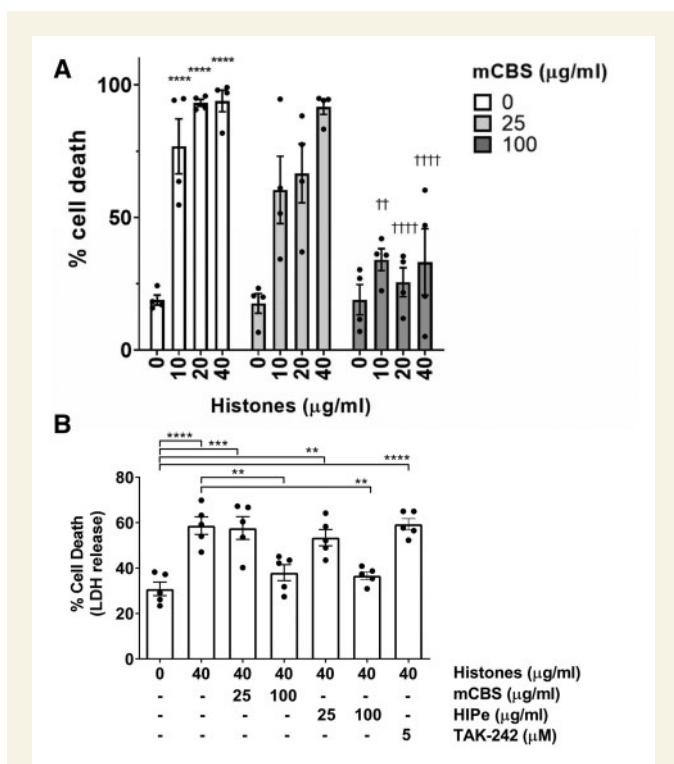 A
100
50
0
% cell death
****
****
****
††
††††
††††
mCBS (µg/ml)
0
25
100
0 10 20 40 0 10 20 40 0 10 20 40
Histones (µg/ml)
B
****
***
**
****
**
**
80
60
40
20
0
% Cell Death
(LDH release)
0 40 40 40 40 40 40 Histones (µg/ml)
- - 25 100 - - - mCBS (µg/ml)
- - - - 25 100 - HIPe (µg/ml)
- - - - - - 5 TAK-242 (µM)